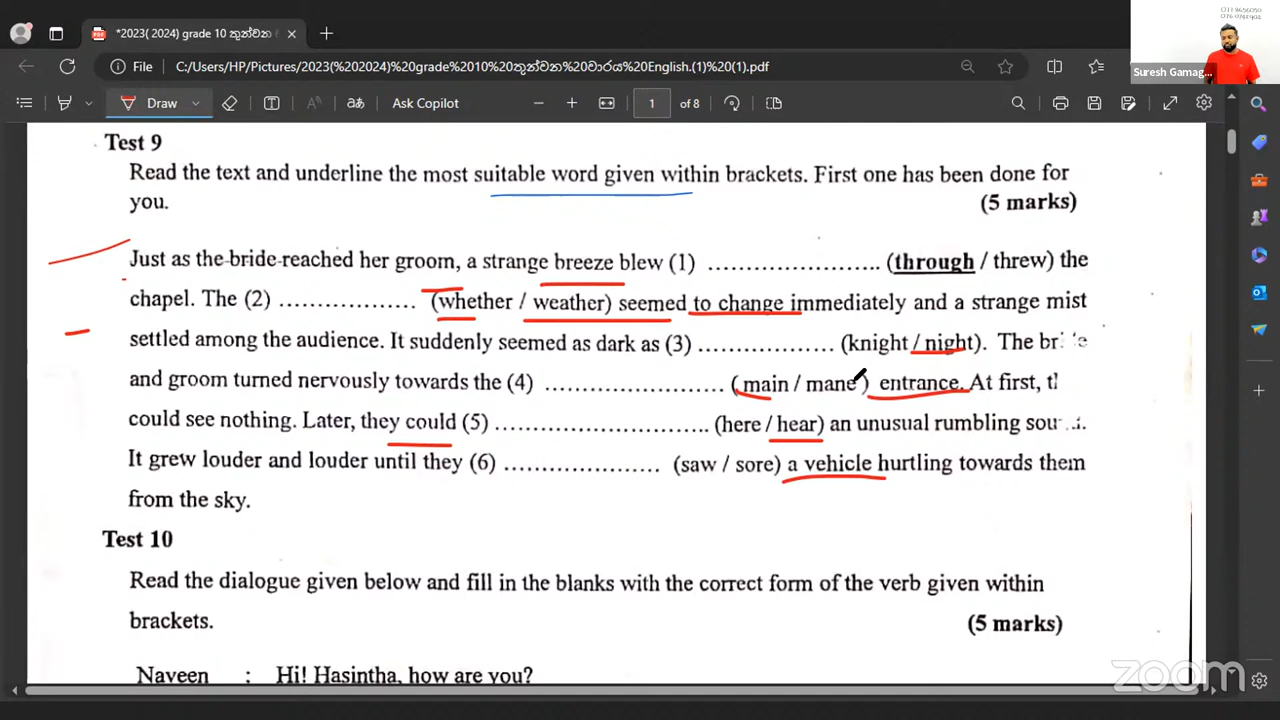 077 8656050
076 0742902
*2023( 2024) grade 10 තුන්වන
File
C:/Users/HP/Pictures/2023(%202024)%20grade%2010%20තුන්වන%20වාරය%20English.(1)%20(1).pdf
Suresh Gamag...
Draw
aあ
Ask Copilot
1
of 8
Test 9
Read the text and underline the most suitable word given within brackets. First one has been done for
you.
(5 marks)
Just as the bride reached her groom, a strange breeze blew (1) ........................ (through / threw) the
chapel. The (2) .................. (whether / weather) seemed to change immediately and a strange mist
settled among the audience. It suddenly seemed as dark as (3) .................. (knight / night). The bride
and groom turned nervously towards the (4) ........................ (main / mane) entrance. At first, t
could see nothing. Later, they could (5) ............................ (here / hear) an unusual rumbling sou
It grew louder and louder until they (6) ..................... (saw / sore) a vehicle hurtling towards them
from the sky.
Test 10
Read the dialogue given below and fill in the blanks with the correct form of the verb given within
brackets.
(5 marks)
Naveen : Hi! Hasintha, how are you?
zoom